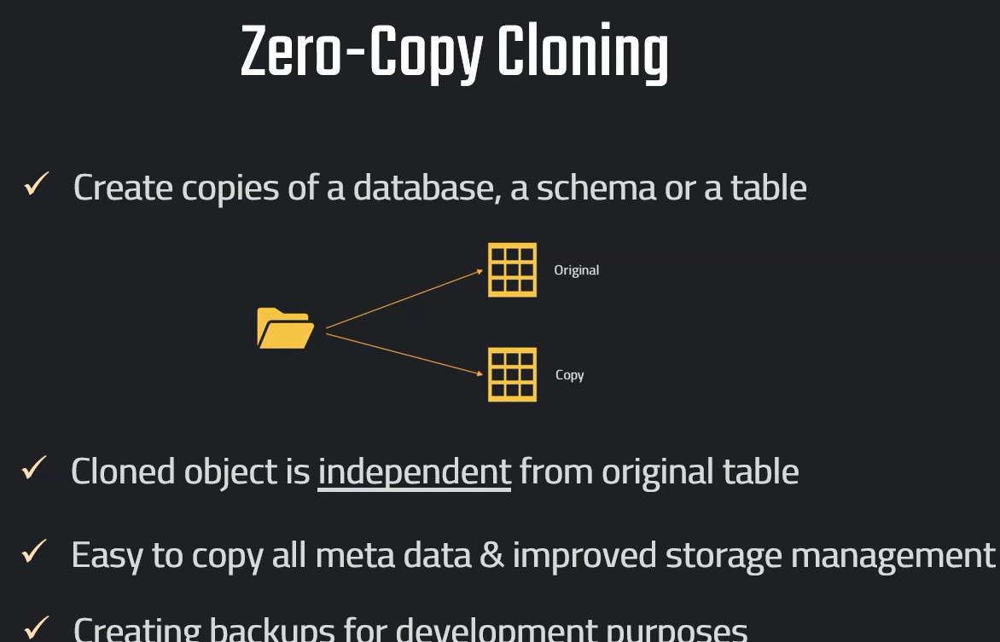 Zero-Copy Cloning
✓ Create copies of a database, a schema or a table
Original
Copy
✓ Cloned object is independent from original table
✓ Easy to copy all meta data & improved storage management
✓ Creating backups for development purposes